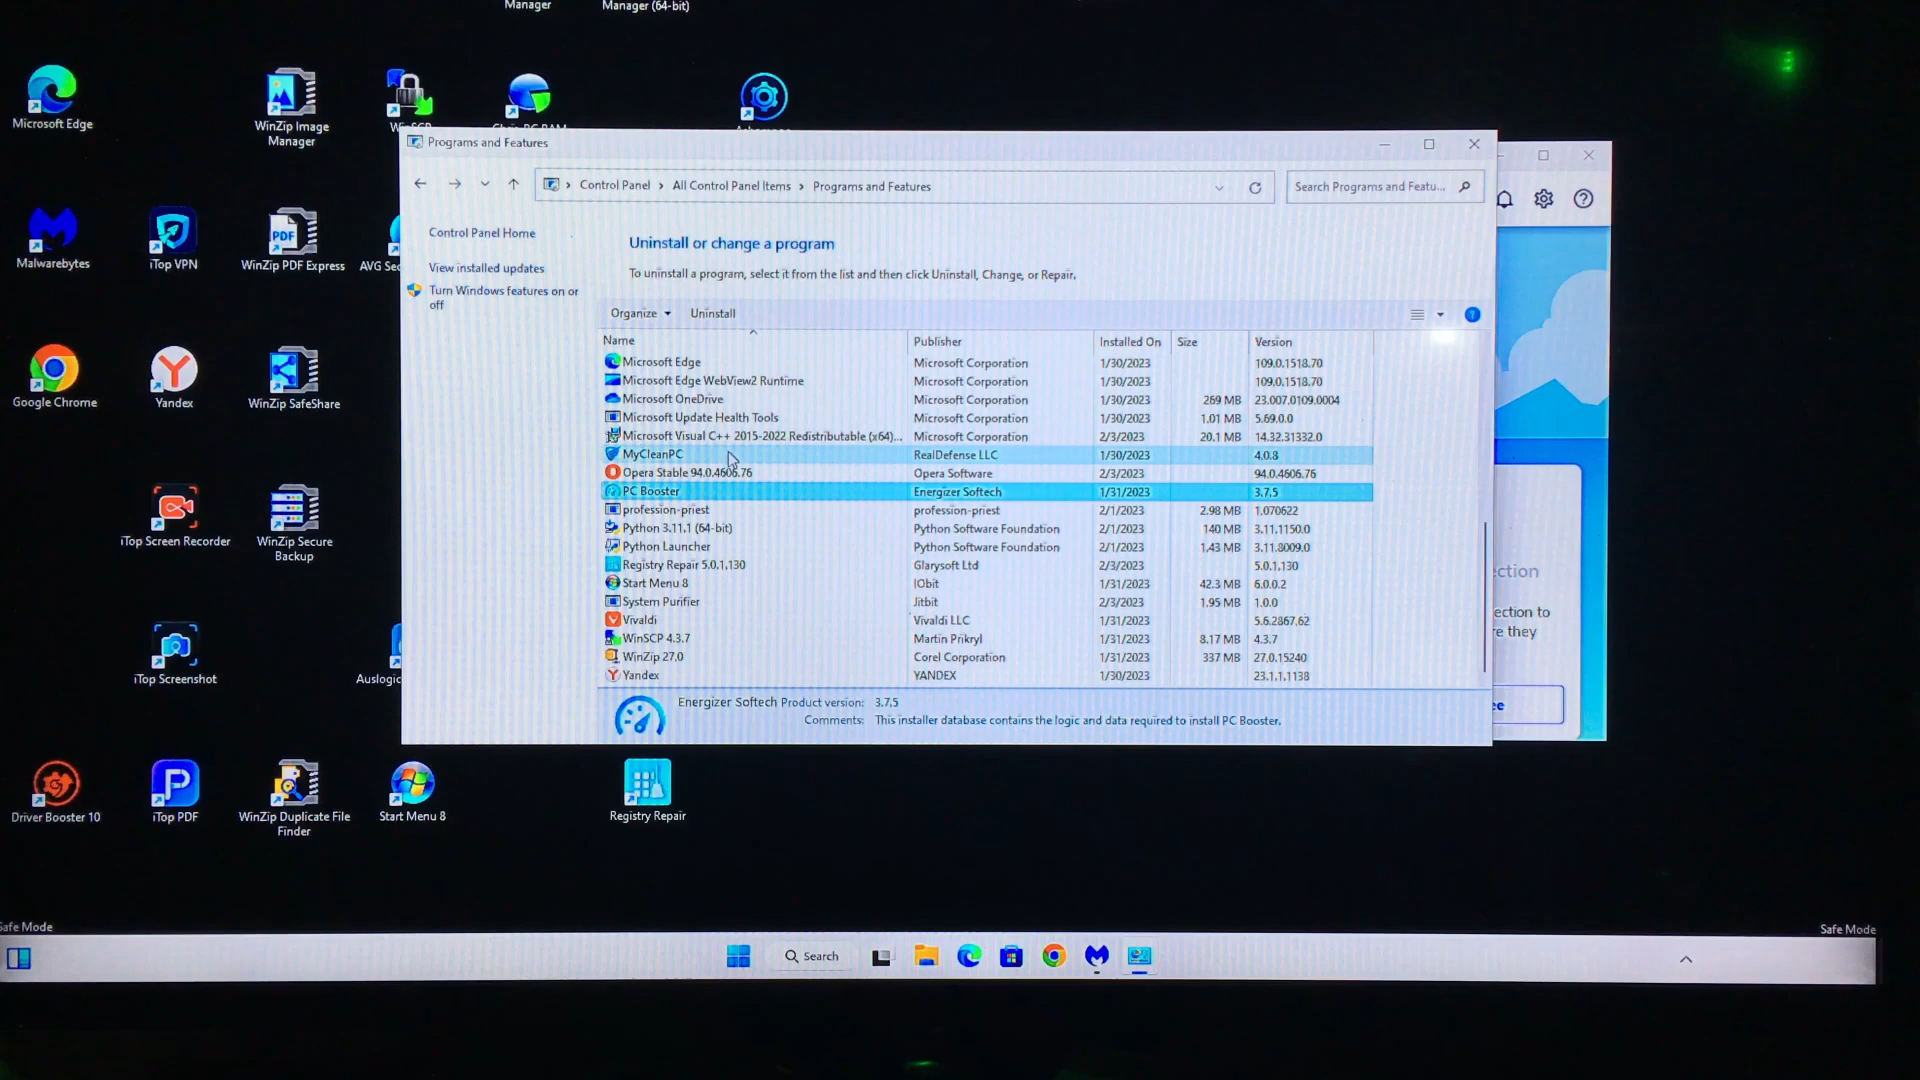 Manager
Manager (64-bit)
Microsoft Edge
WinZip Image
Manager
WinSCP
Malwarebytes
iTop VPN
WinZip PDF Express
AVG Sec
Google Chrome
Yandex
WinZip SafeShare
iTop Screen Recorder
WinZip Secure
Backup
iTop Screenshot
Auslogic
Driver Booster 10
iTop PDF
WinZip Duplicate File
Finder
Start Menu 8
Registry Repair
Programs and Features
Control Panel > All Control Panel Items > Programs and Features
Search Programs and Featu...
Control Panel Home
View installed updates
Turn Windows features on or
off
Uninstall or change a program
To uninstall a program, select it from the list and then click Uninstall, Change, or Repair.
Organize Uninstall
Name Publisher Installed On Size Version
Microsoft Edge Microsoft Corporation 1/30/2023 109.0.1518.70
Microsoft Edge WebView2 Runtime Microsoft Corporation 1/30/2023 109.0.1518.70
Microsoft OneDrive Microsoft Corporation 1/30/2023 269 MB 23.007.0109.0004
Microsoft Update Health Tools Microsoft Corporation 1/30/2023 1.01 MB 5.69.0.0
Microsoft Visual C++ 2015-2022 Redistributable (x64)... Microsoft Corporation 2/3/2023 20.1 MB 14.32.31332.0
MyCleanPC RealDefense LLC 1/30/2023 4.0.8
Opera Stable 94.0.4606.76 Opera Software 2/3/2023 94.0.4606.76
PC Booster Energizer Softech 1/31/2023 3.7.5
profession-priest profession-priest 2/1/2023 2.98 MB 1.070622
Python 3.11.1 (64-bit) Python Software Foundation 2/1/2023 140 MB 3.11.1150.0
Python Launcher Python Software Foundation 2/1/2023 1.43 MB 3.11.8009.0
Registry Repair 5.0.1.130 Glarysoft Ltd 2/3/2023 5.0.1.130
Start Menu 8 IObit 1/31/2023 42.3 MB 6.0.0.2
System Purifier Jitbit 2/3/2023 1.95 MB 1.0.0
Vivaldi Vivaldi LLC 1/31/2023 5.6.2867.62
WinSCP 4.3.7 Martin Prikryl 1/31/2023 8.17 MB 4.3.7
WinZip 27.0 Corel Corporation 1/31/2023 337 MB 27.0.15240
Yandex YANDEX 1/30/2023 23.1.1.1138
Energizer Softech Product version: 3.7.5
Comments: This installer database contains the logic and data required to install PC Booster.
ction
ection to
re they
ee
Safe Mode
Safe Mode
Search